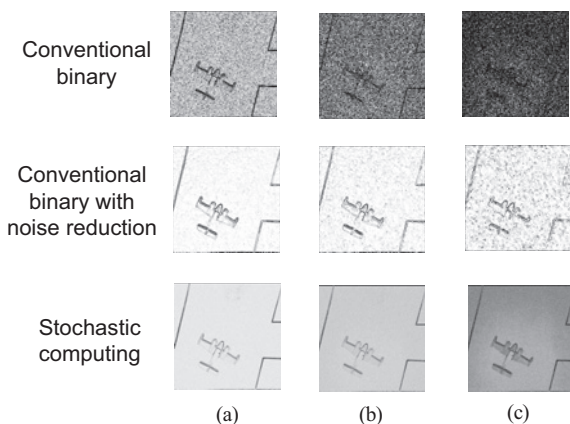 Conventional
binary
Conventional
binary with
noise reduction
Stochastic
computing
(a)
(b)
(c)